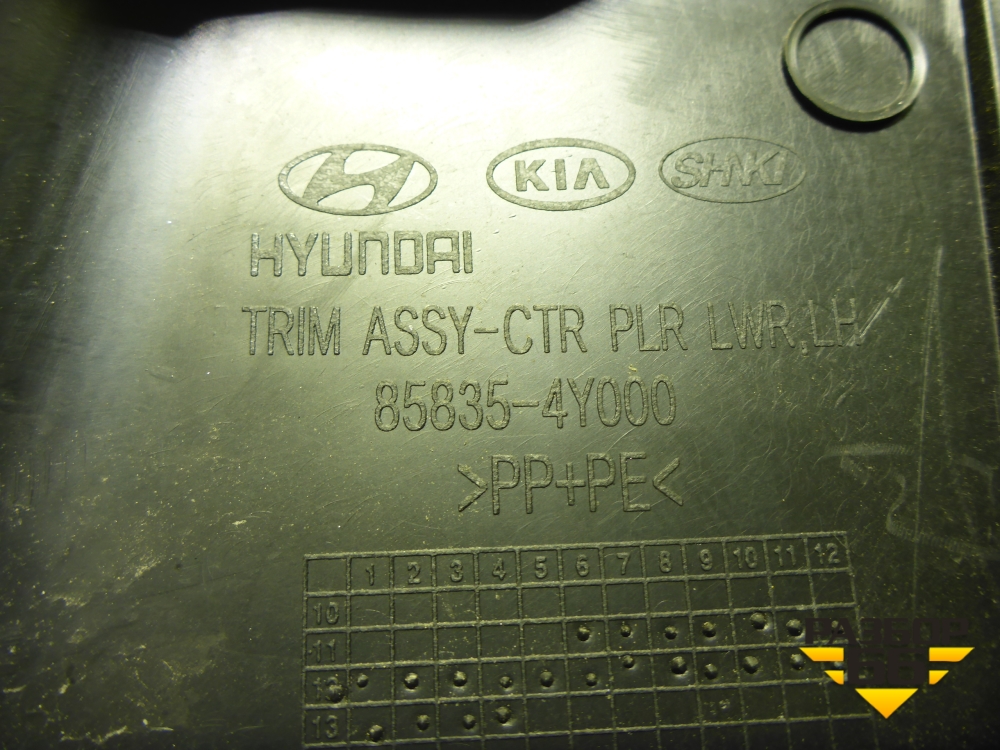 KIA
HYUNDAI
TRIM ASSY-CTR PLR LWR,LH
85835-4Y000
>PP+PE<
1 2 3 4 5 6 7 8 9 10 11 12
10
11
12
13